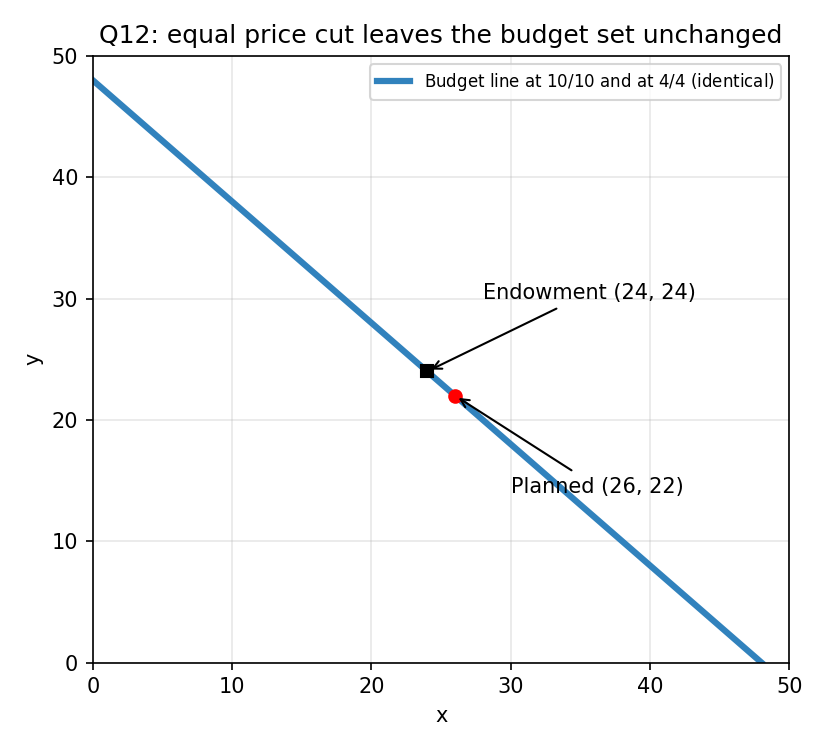 Q12: equal price cut leaves the budget set unchanged
Budget line at 10/10 and at 4/4 (identical)
50
40
30
20
10
0
y
Endowment (24, 24)
Planned (26, 22)
0
10
20
30
40
50
x